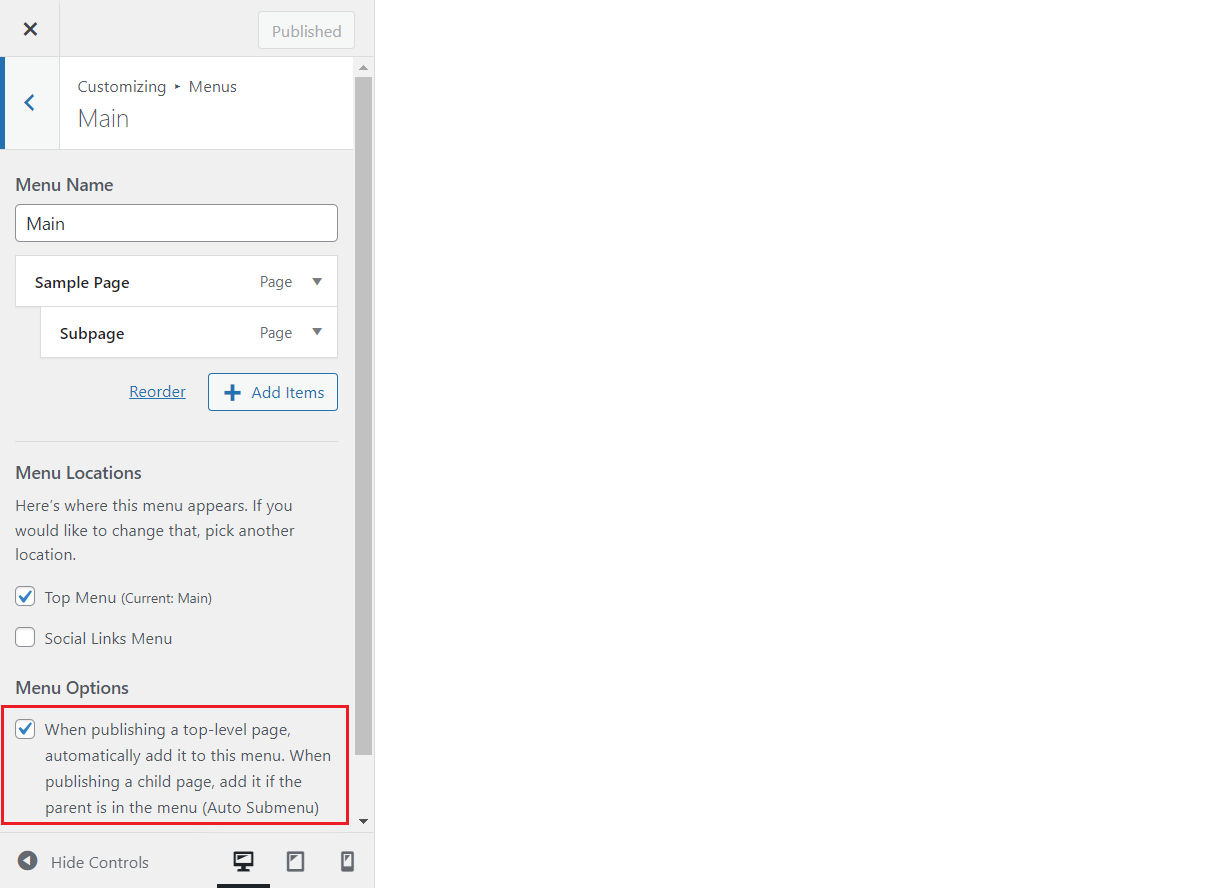 Published
Customizing ▸ Menus
Main
Menu Name
Main
Sample Page Page
Subpage Page
Reorder Add Items
Menu Locations
Here’s where this menu appears. If you
would like to change that, pick another
location.
Top Menu (Current: Main)
Social Links Menu
Menu Options
When publishing a top-level page,
automatically add it to this menu. When
publishing a child page, add it if the
parent is in the menu (Auto Submenu)
Hide Controls